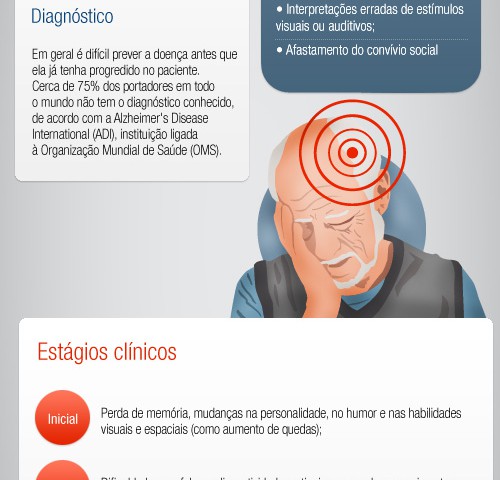 Diagnóstico
Em geral é difícil prever a doença antes que
ela já tenha progredido no paciente.
Cerca de 75% dos portadores em todo
o mundo não tem o diagnóstico conhecido,
de acordo com a Alzheimer's Disease
International (ADI), instituição ligada
à Organização Mundial de Saúde (OMS).
• Interpretações erradas de estímulos
visuais ou auditivos;
• Afastamento do convívio social
Estágios clínicos
Inicial
Perda de memória, mudanças na personalidade, no humor e nas habilidades
visuais e espaciais (como aumento de quedas);